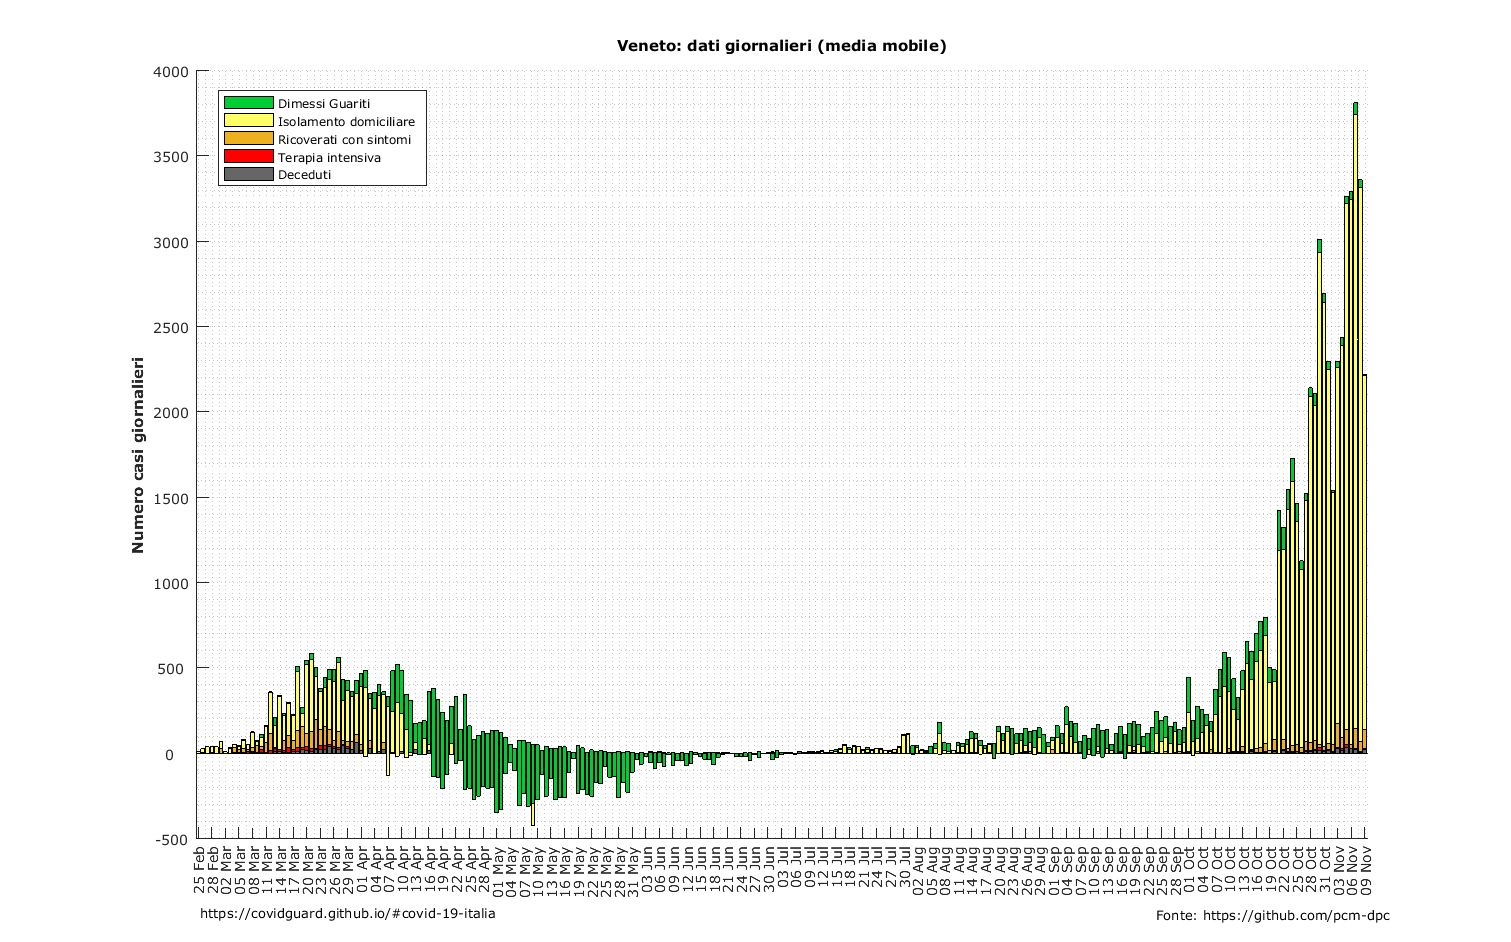 Veneto: dati giornalieri (media mobile)
4000
3500
3000
2500
2000
1500
1000
500
0
-500
Numero casi giornalieri
Dimessi Guariti
Isolamento domiciliare
Ricoverati con sintomi
Terapia intensiva
Deceduti
25 Feb
28 Feb
02 Mar
05 Mar
08 Mar
11 Mar
14 Mar
17 Mar
20 Mar
23 Mar
26 Mar
29 Mar
01 Apr
04 Apr
07 Apr
10 Apr
13 Apr
16 Apr
19 Apr
22 Apr
25 Apr
28 Apr
01 May
04 May
07 May
10 May
13 May
16 May
19 May
22 May
25 May
28 May
31 May
03 Jun
06 Jun
09 Jun
12 Jun
15 Jun
18 Jun
21 Jun
24 Jun
27 Jun
30 Jun
03 Jul
06 Jul
09 Jul
12 Jul
15 Jul
18 Jul
21 Jul
24 Jul
27 Jul
30 Jul
02 Aug
05 Aug
08 Aug
11 Aug
14 Aug
17 Aug
20 Aug
23 Aug
26 Aug
29 Aug
01 Sep
04 Sep
07 Sep
10 Sep
13 Sep
16 Sep
19 Sep
22 Sep
25 Sep
28 Sep
01 Oct
04 Oct
07 Oct
10 Oct
13 Oct
16 Oct
19 Oct
22 Oct
25 Oct
28 Oct
31 Oct
03 Nov
06 Nov
09 Nov
https://covidguard.github.io/#covid-19-italia
Fonte: https://github.com/pcm-dpc